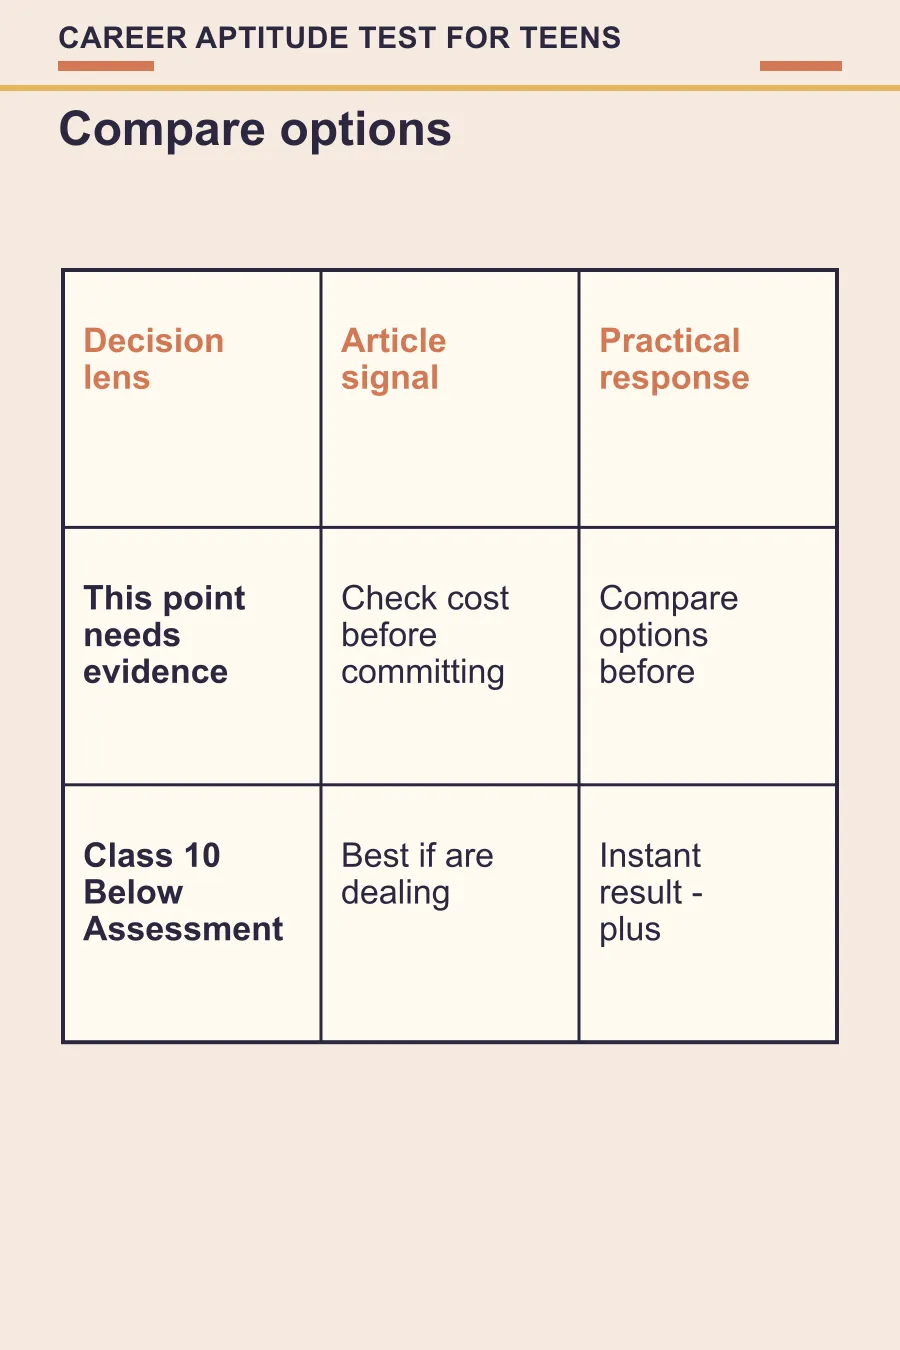 CAREER APTITUDE TEST FOR TEENS
Compare options
Decision
lens
Article
signal
Practical
response
This point
needs
evidence
Check cost
before
committing
Compare
options
before
Class 10
Below
Assessment
Best if are
dealing
Instant
result -
plus